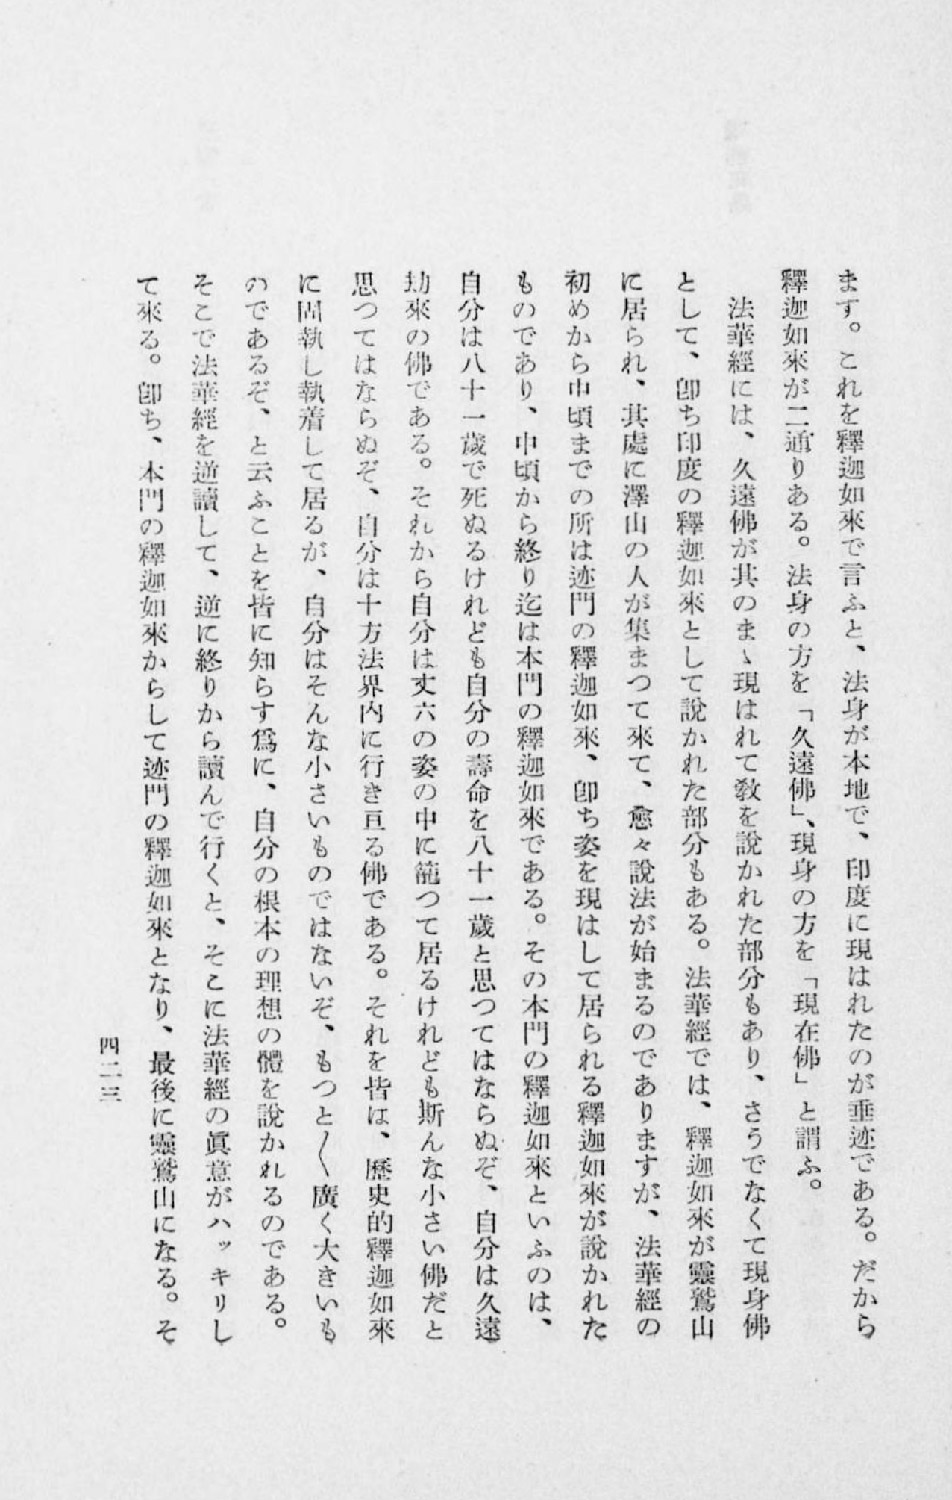 ます。これを釋迦如來で言ふと、法身が本地で、印度に現はれたのが垂迹である。だから
釋迦如來が二通りある。法身の方を「久遠佛」、現身の方を「現在佛」と謂ふ。
法華經には、久遠佛が其のまゝ現はれて教を說かれた部分もあり、さうでなくて現身佛
として、卽ち印度の釋迦如來として說かれた部分もある。法華經では、釋迦如來が靈鷲山
に居られ、其處に澤山の人が集まつて來て、愈々說法が始まるのでありますが、法華經の
初めから中頃までの所は迹門の釋迦如來、卽ち姿を現はして居られる釋迦如來が說かれた
ものであり、中頃から終り迄は本門の釋迦如來である。その本門の釋迦如來といふのは、
自分は八十一歲で死ぬるけれども自分の壽命を八十一歲と思つてはならぬぞ、自分は久遠
劫來の佛である。それから自分は丈六の姿の中に籠つて居るけれども斯んな小さい佛だと
思つてはならぬぞ、自分は十方法界內に行き亘る佛である。それを皆は、歷史的釋迦如來
に固執し執着して居るが、自分はそんな小さいものではないぞ、もつと〳〵廣く大きいも
のであるぞ、と云ふことを皆に知らす爲に、自分の根本の理想の體を說かれるのである。
そこで法華經を逆讀して、逆に終りから讀んで行くと、そこに法華經の眞意がハッキリし
て來る。卽ち、本門の釋迦如來からして迹門の釋迦如來となり、最後に靈鷲山になる。そ
四二三